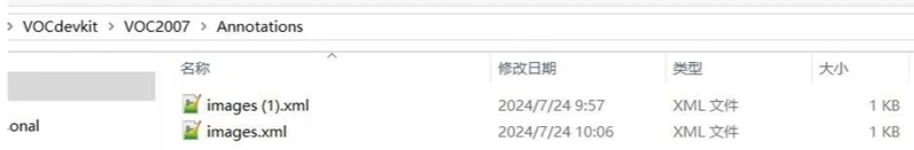 › VOCdevkit › VOC2007 › Annotations
名称 修改日期 类型 大小
images (1).xml 2024/7/24 9:57 XML 文件 1 KB
sonal images.xml 2024/7/24 10:06 XML 文件 1 KB